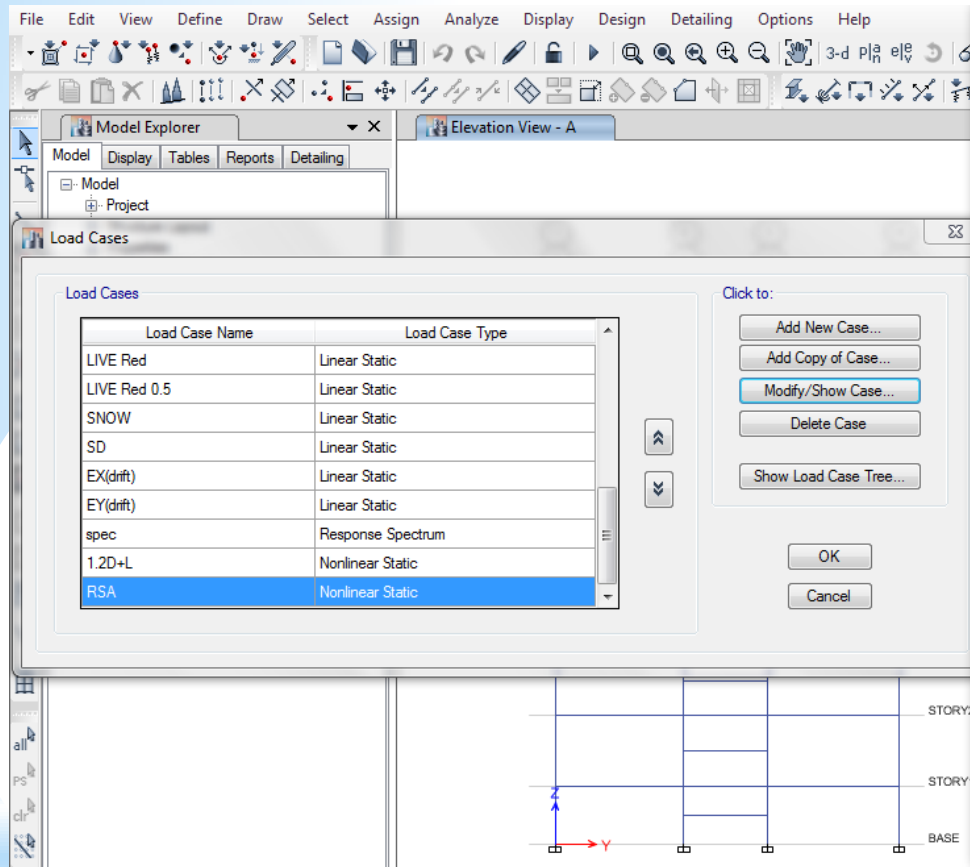 File Edit View Define Draw Select Assign Analyze Display Design Detailing Options Help
3-d
Model Explorer
Elevation View - A
Model Display Tables Reports Detailing
Model
Project
Load Cases
Load Cases
Click to:
Load Case Name Load Case Type
LIVE Red Linear Static
LIVE Red 0.5 Linear Static
SNOW Linear Static
SD Linear Static
EX(drift) Linear Static
EY(drift) Linear Static
spec Response Spectrum
1.2D+L Nonlinear Static
RSA Nonlinear Static
Add New Case...
Add Copy of Case...
Modify/Show Case...
Delete Case
Show Load Case Tree...
OK
Cancel
all
PS
clr
STORY
Z
STORY
Y
BASE